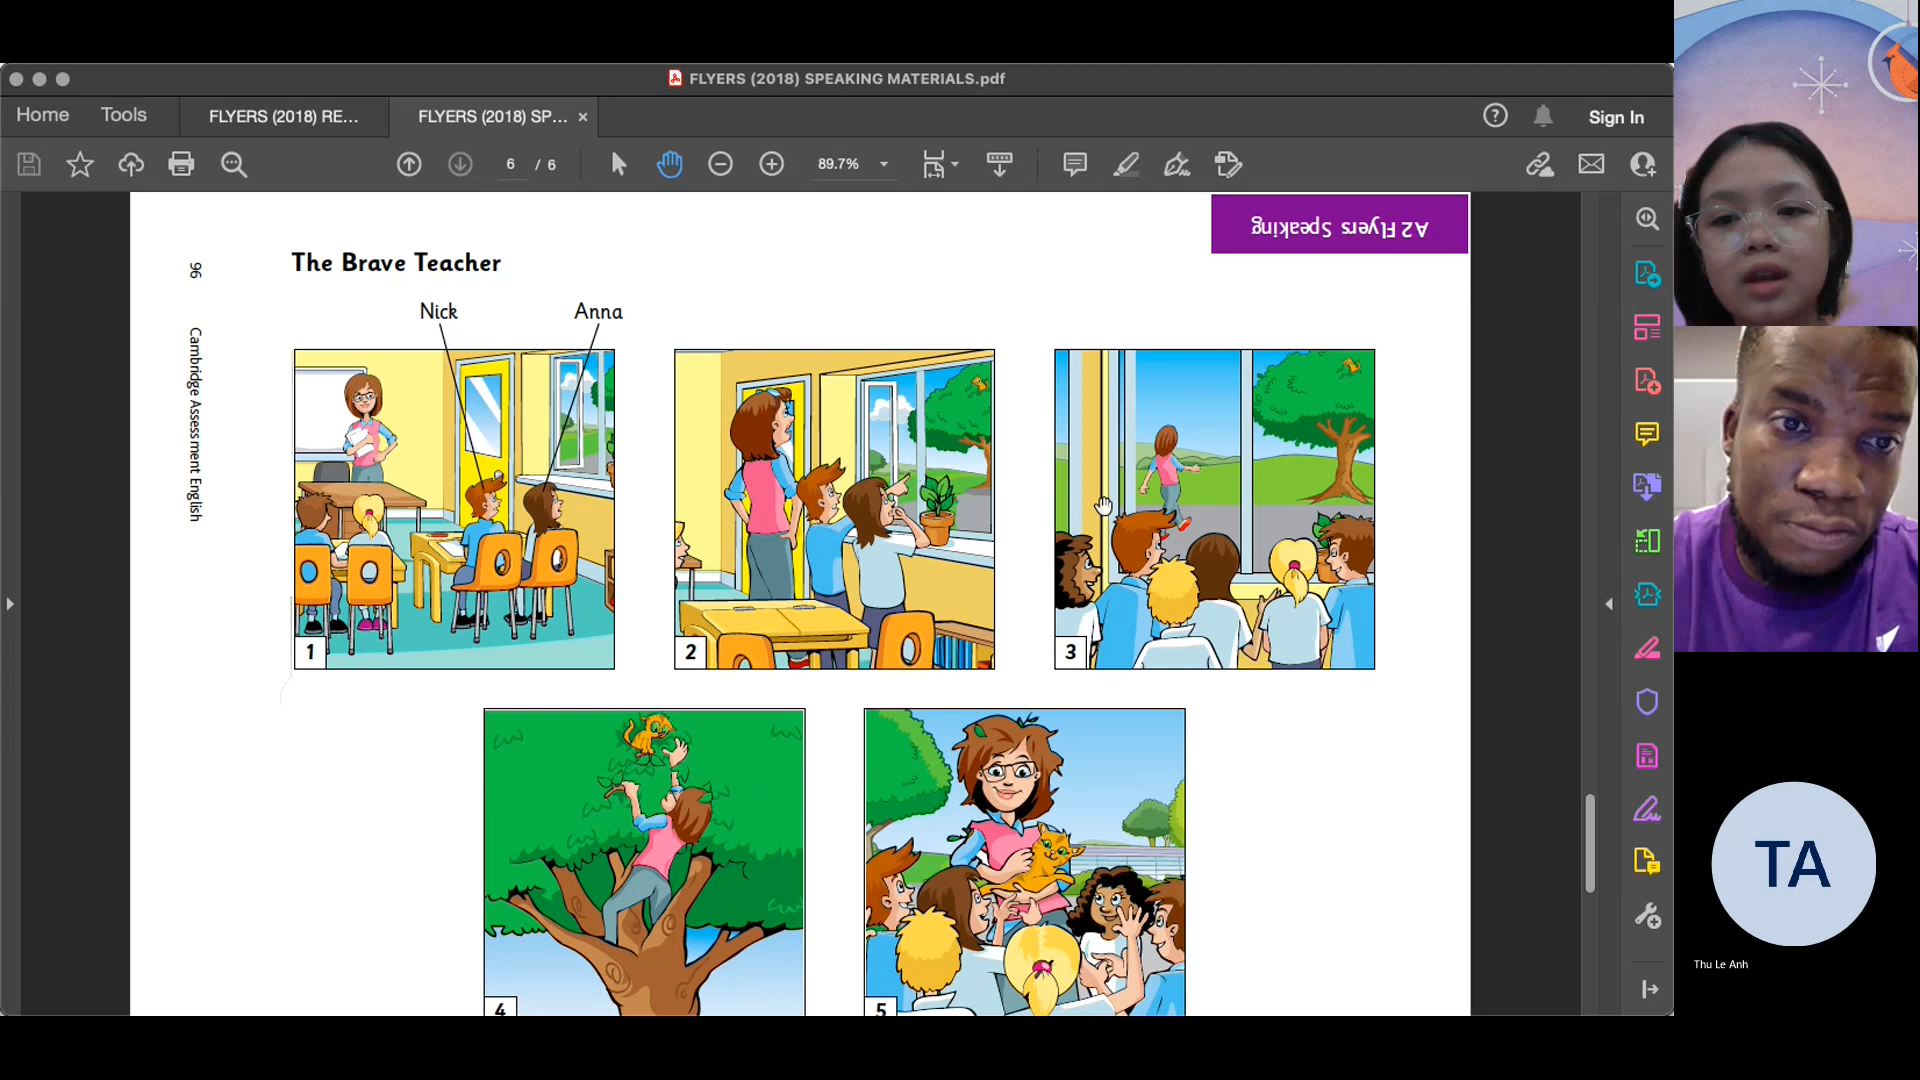 FLYERS (2018) SPEAKING MATERIALS.pdf
Home
Tools
FLYERS (2018) RE...
FLYERS (2018) SP...
Sign In
6 / 6
89.7%
A2 Flyers Speaking
96
Cambridge Assessment English
The Brave Teacher
Nick
Anna
1
2
3
4
5
TA
Thu Le Anh